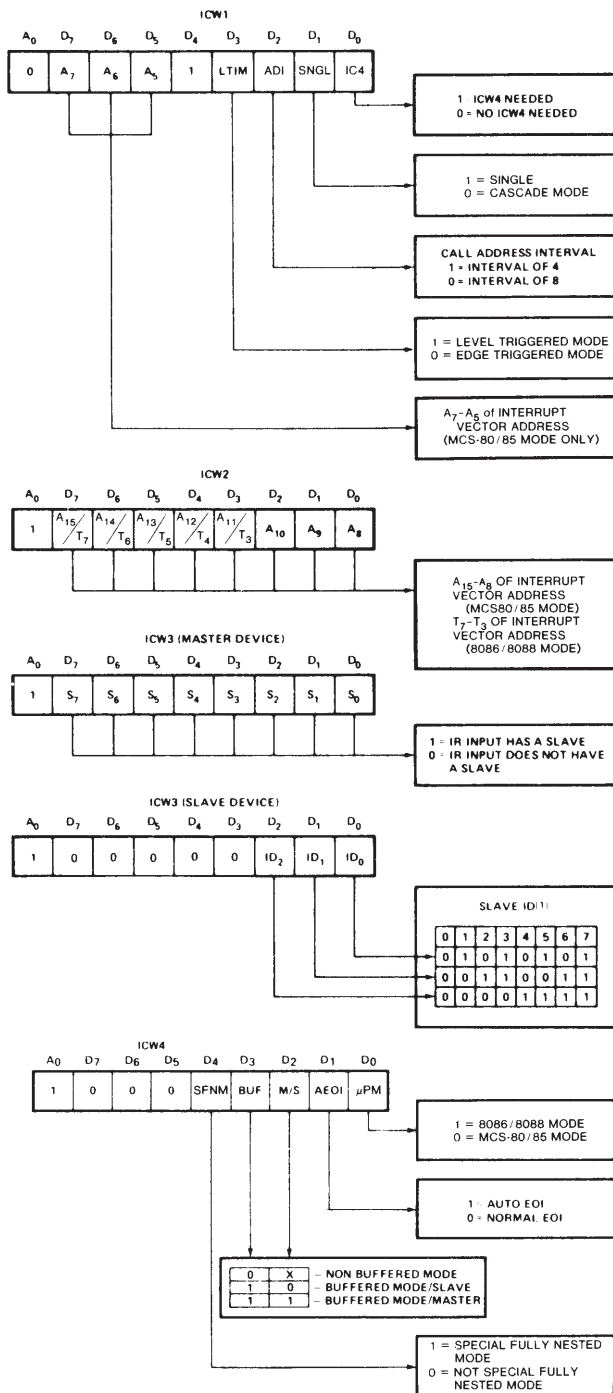 ICW1
A0 D7 D6 D5 D4 D3 D2 D1 D0
0 A7 A6 A5 1 LTIM ADI SNGL IC4
1 = ICW4 NEEDED
0 = NO ICW4 NEEDED
1 = SINGLE
0 = CASCADE MODE
CALL ADDRESS INTERVAL
1 = INTERVAL OF 4
0 = INTERVAL OF 8
1 = LEVEL TRIGGERED MODE
0 = EDGE TRIGGERED MODE
A7-A5 of INTERRUPT
VECTOR ADDRESS
(MCS-80/85 MODE ONLY)
ICW2
A0 D7 D6 D5 D4 D3 D2 D1 D0
1 A15/T7 A14/T6 A13/T5 A12/T4 A11/T3 A10 A9 A8
A15-A8 OF INTERRUPT
VECTOR ADDRESS
(MCS80/85 MODE)
T7-T3 OF INTERRUPT
VECTOR ADDRESS
(8086/8088 MODE)
ICW3 (MASTER DEVICE)
A0 D7 D6 D5 D4 D3 D2 D1 D0
1 S7 S6 S5 S4 S3 S2 S1 S0
1 = IR INPUT HAS A SLAVE
0 = IR INPUT DOES NOT HAVE
A SLAVE
ICW3 (SLAVE DEVICE)
A0 D7 D6 D5 D4 D3 D2 D1 D0
1 0 0 0 0 0 ID2 ID1 ID0
SLAVE ID(1)
0 1 2 3 4 5 6 7
0 1 0 1 0 1 0 1
0 0 1 1 0 0 1 1
0 0 0 0 1 1 1 1
ICW4
A0 D7 D6 D5 D4 D3 D2 D1 D0
1 0 0 0 SFNM BUF M/S AEOI μPM
1 = 8086/8088 MODE
0 = MCS-80/85 MODE
1 = AUTO EOI
0 = NORMAL EOI
0 X – NON BUFFERED MODE
1 0 – BUFFERED MODE/SLAVE
1 1 – BUFFERED MODE/MASTER
1 = SPECIAL FULLY NESTED
MODE
0 = NOT SPECIAL FULLY
NESTED MODE